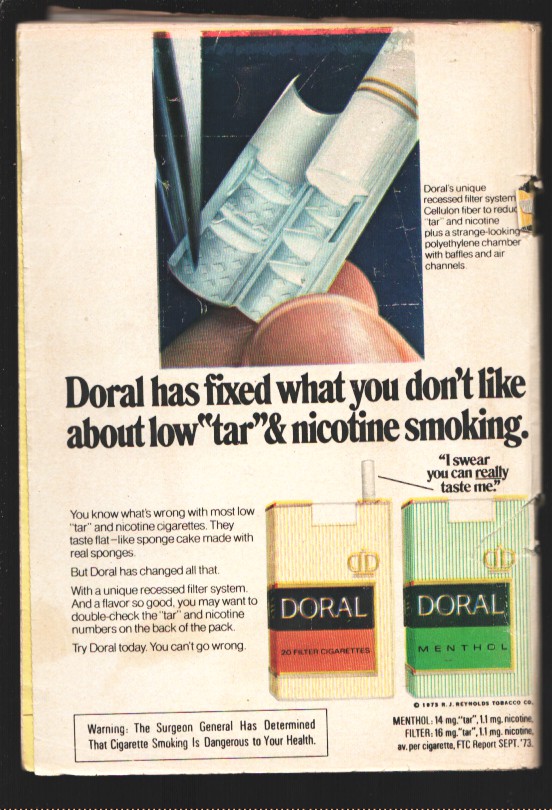 Doral's unique
recessed filter system
Cellulon fiber to reduc
"tar" and nicotine
plus a strange-looking
polyethylene chamber
with baffles and air
channels.
Doral has fixed what you don't like
about low "tar" & nicotine smoking.
"I swear
you can really
taste me."
You know what's wrong with most low
"tar" and nicotine cigarettes. They
taste flat—like sponge cake made with
real sponges.
But Doral has changed all that.
With a unique recessed filter system.
And a flavor so good, you may want to
double-check the "tar" and nicotine
numbers on the back of the pack.
Try Doral today. You can't go wrong.
DORAL
20 FILTER CIGARETTES
DORAL
MENTHOL
© 1973 R. J. REYNOLDS TOBACCO CO.
Warning: The Surgeon General Has Determined
That Cigarette Smoking Is Dangerous to Your Health.
MENTHOL: 14 mg. "tar", 1.1 mg. nicotine,
FILTER: 16 mg. "tar", 1.1 mg. nicotine,
av. per cigarette, FTC Report SEPT. '73.